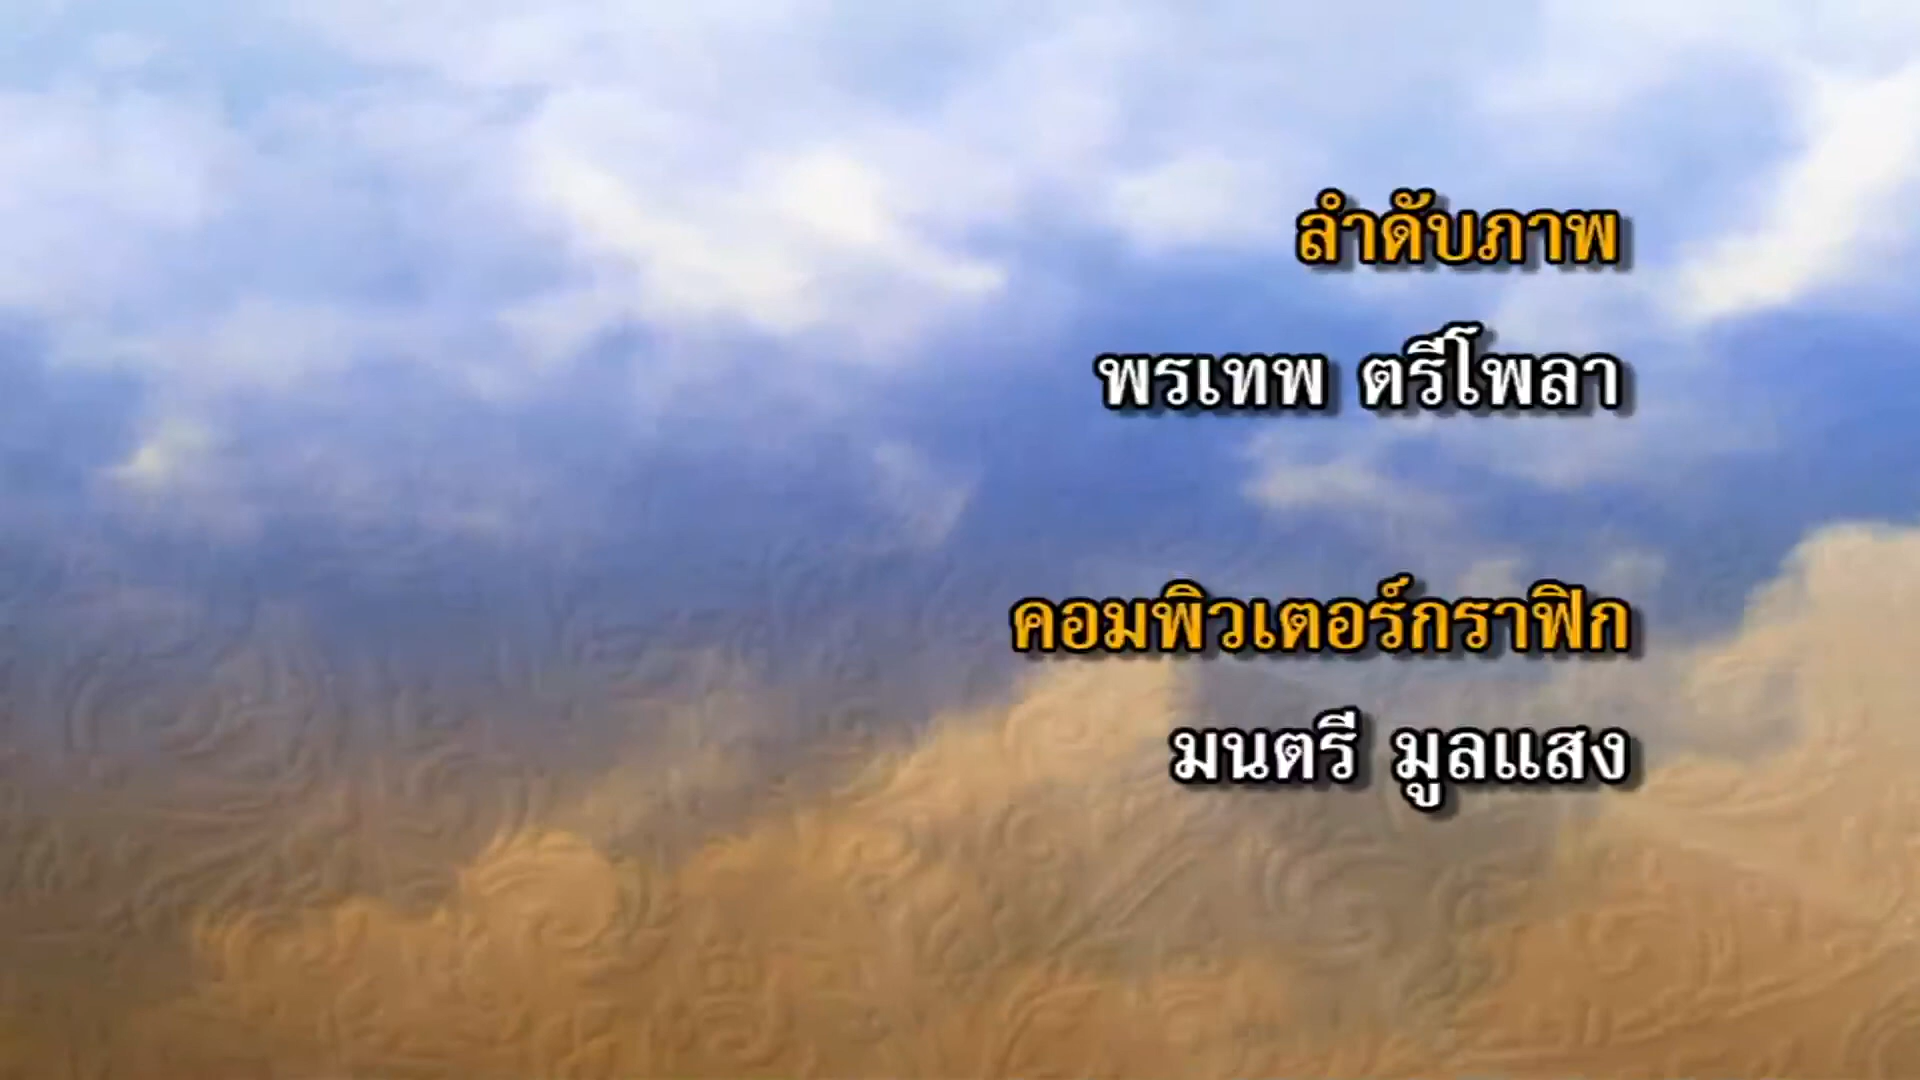 ลำดับภาพ
พรเทพ ตรีโพลา
คอมพิวเตอร์กราฟิก
มนตรี มูลแสง